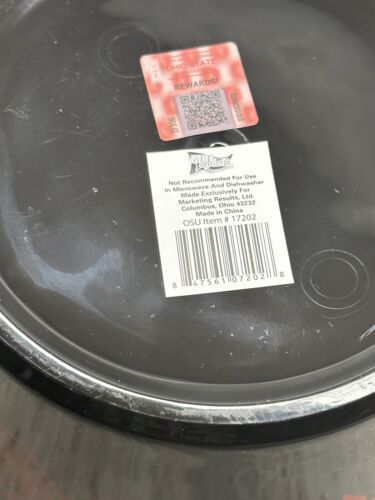 OHIO STATE
REWARDS!
Not Recommended For Use
In Microwave And Dishwasher
Made Exclusively For
Marketing Results, Ltd.
Columbus, Ohio 43232
Made in China
OSU Item # 17202
8 47561 07202 8